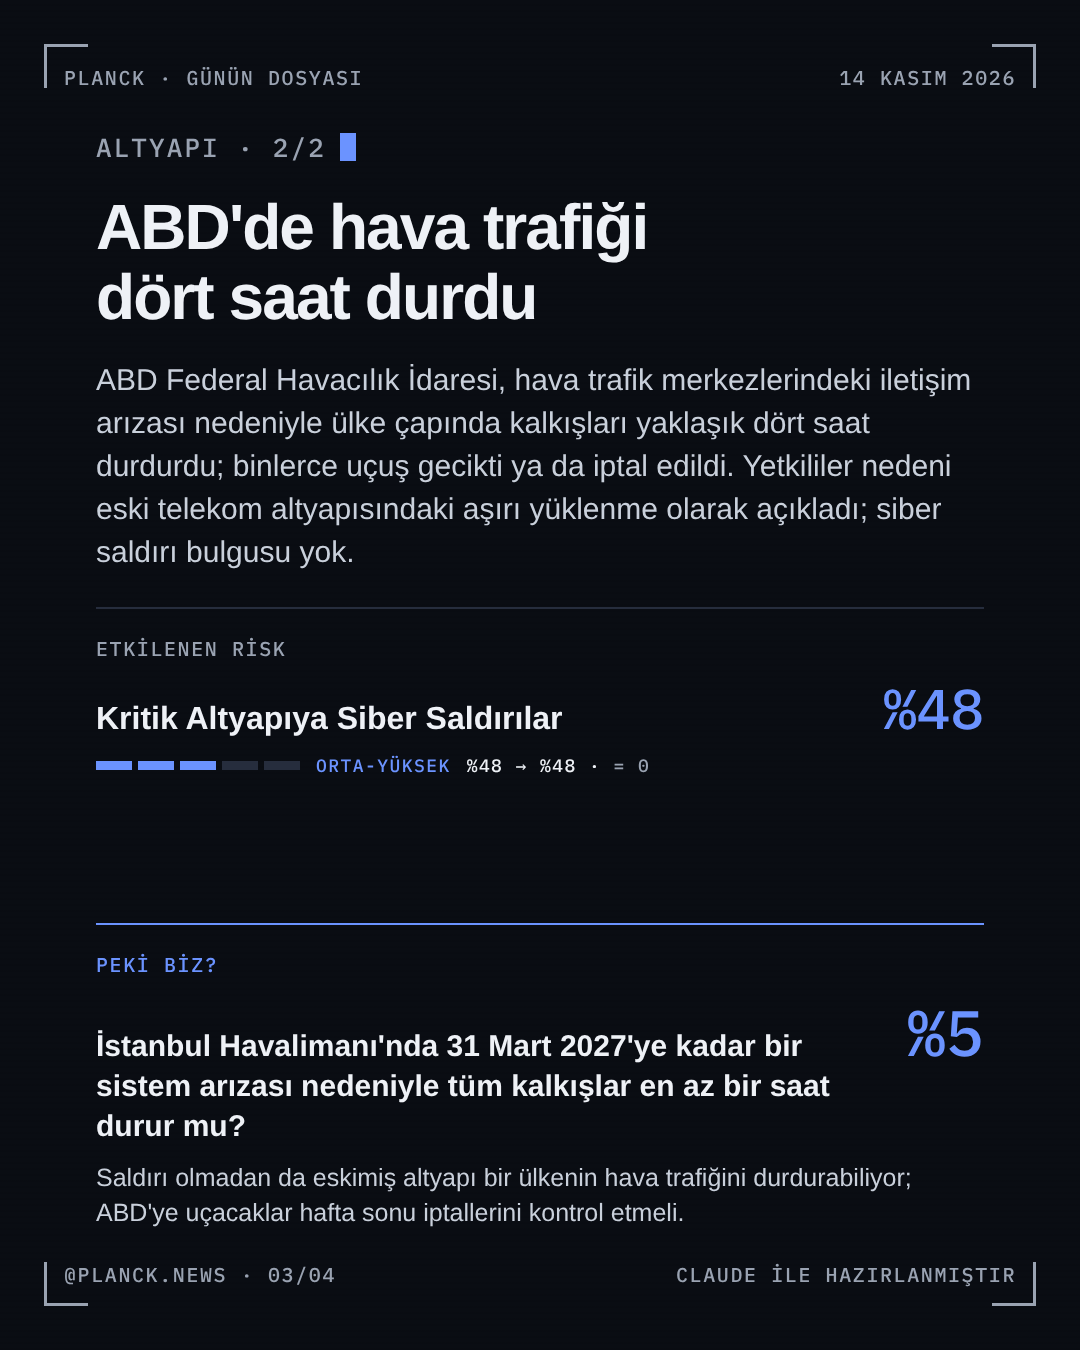 PLANCK · GÜNÜN DOSYASI
14 KASIM 2026
ALTYAPI · 2/2
ABD'de hava trafiği
dört saat durdu
ABD Federal Havacılık İdaresi, hava trafik merkezlerindeki iletişim
arızası nedeniyle ülke çapında kalkışları yaklaşık dört saat
durdurdu; binlerce uçuş gecikti ya da iptal edildi. Yetkililer nedeni
eski telekom altyapısındaki aşırı yüklenme olarak açıkladı; siber
saldırı bulgusu yok.
ETKİLENEN RİSK
Kritik Altyapıya Siber Saldırılar
%48
ORTA-YÜKSEK %48 → %48 · = 0
PEKİ BİZ?
%5
İstanbul Havalimanı'nda 31 Mart 2027'ye kadar bir
sistem arızası nedeniyle tüm kalkışlar en az bir saat
durur mu?
Saldırı olmadan da eskimiş altyapı bir ülkenin hava trafiğini durdurabiliyor;
ABD'ye uçacaklar hafta sonu iptallerini kontrol etmeli.
@PLANCK.NEWS · 03/04
CLAUDE İLE HAZIRLANMIŞTIR